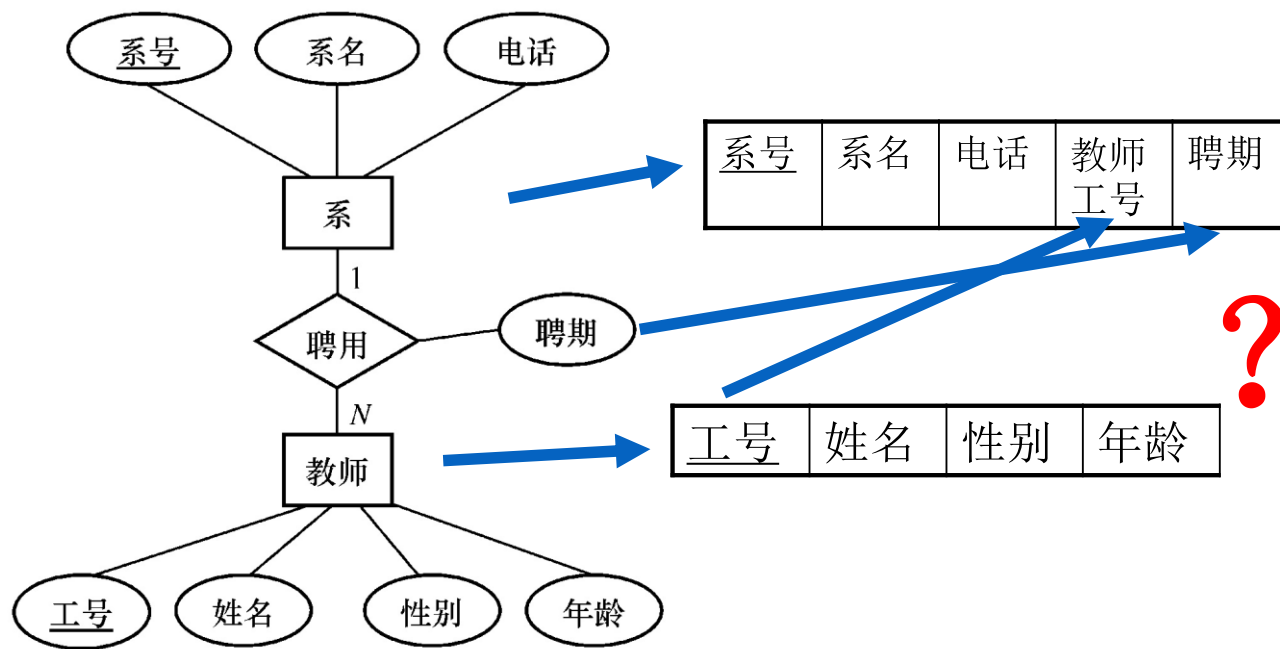 系号 系名 电话
系号 系名 电话 教师 聘期
工号
系
1
聘用 聘期
?
N
工号 姓名 性别 年龄
教师
工号 姓名 性别 年龄